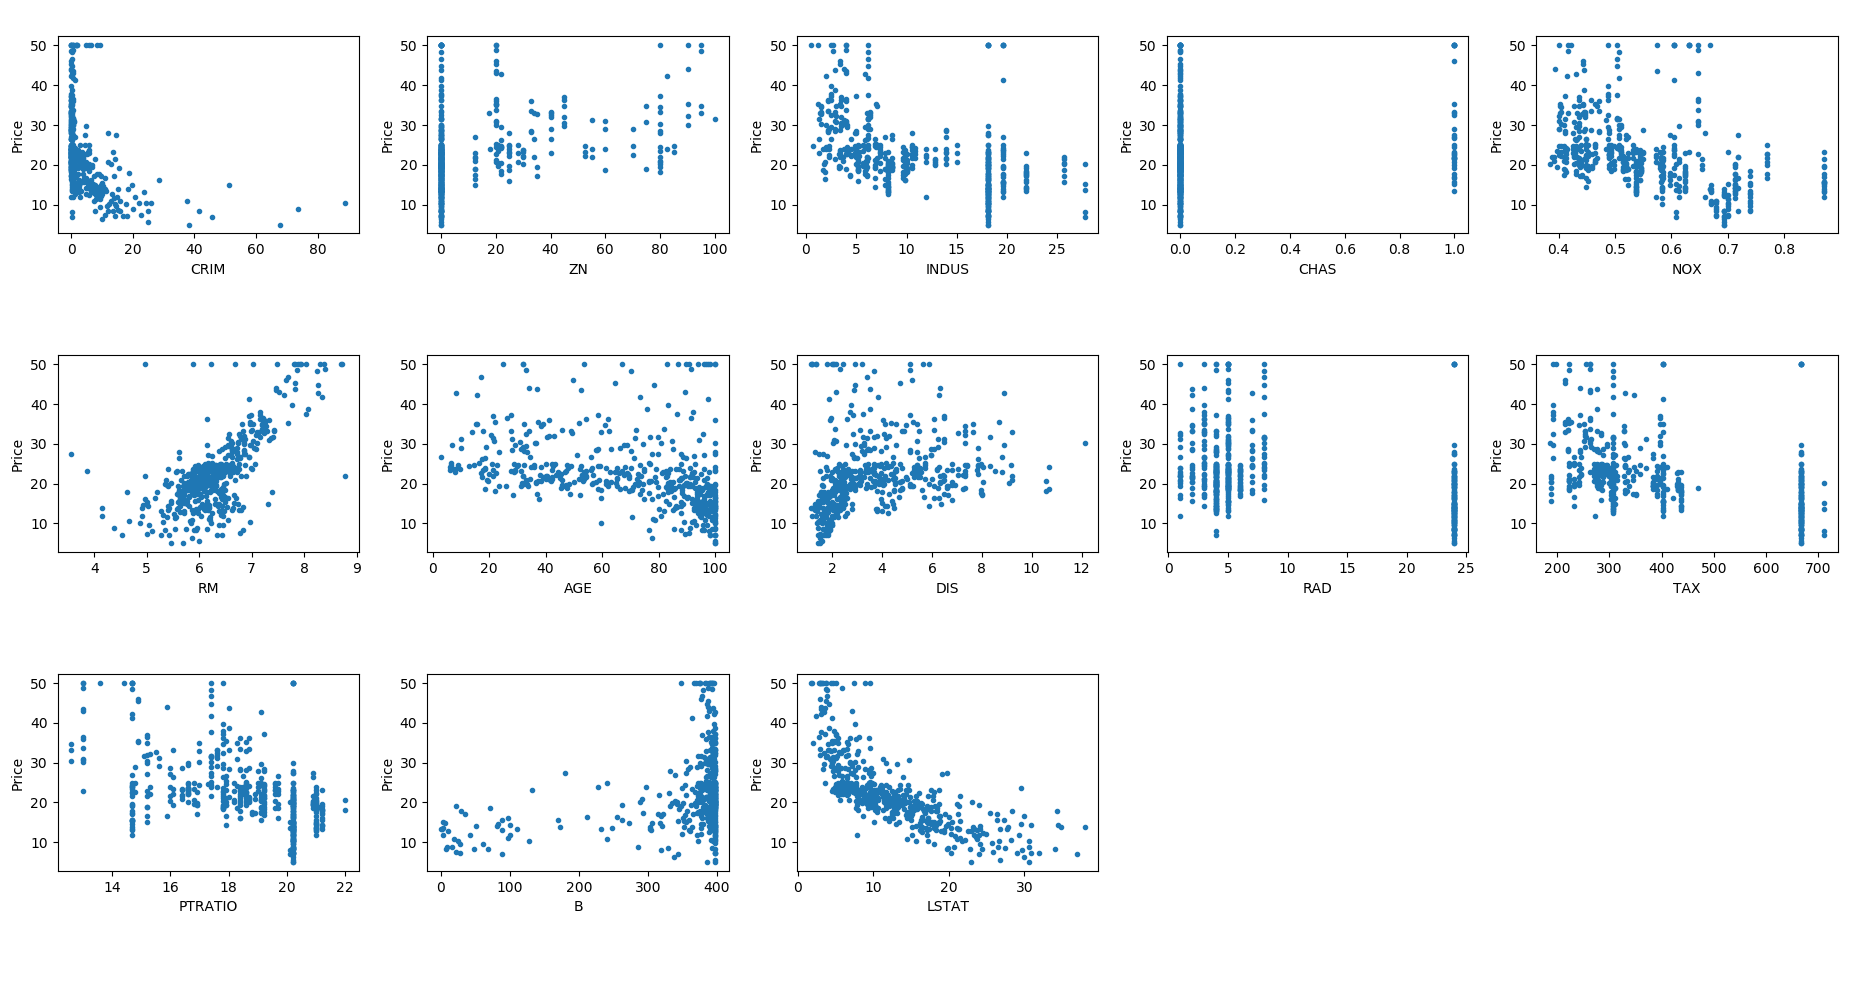 50
40
30
20
10
Price
0 20 40 60 80
CRIM
50
40
30
20
10
Price
0 20 40 60 80 100
ZN
50
40
30
20
10
Price
0 5 10 15 20 25
INDUS
50
40
30
20
10
Price
0.0 0.2 0.4 0.6 0.8 1.0
CHAS
50
40
30
20
10
Price
0.4 0.5 0.6 0.7 0.8
NOX
50
40
30
20
10
Price
4 5 6 7 8 9
RM
50
40
30
20
10
Price
0 20 40 60 80 100
AGE
50
40
30
20
10
Price
2 4 6 8 10 12
DIS
50
40
30
20
10
Price
0 5 10 15 20 25
RAD
50
40
30
20
10
Price
200 300 400 500 600 700
TAX
50
40
30
20
10
Price
14 16 18 20 22
PTRATIO
50
40
30
20
10
Price
0 100 200 300 400
B
50
40
30
20
10
Price
0 10 20 30
LSTAT